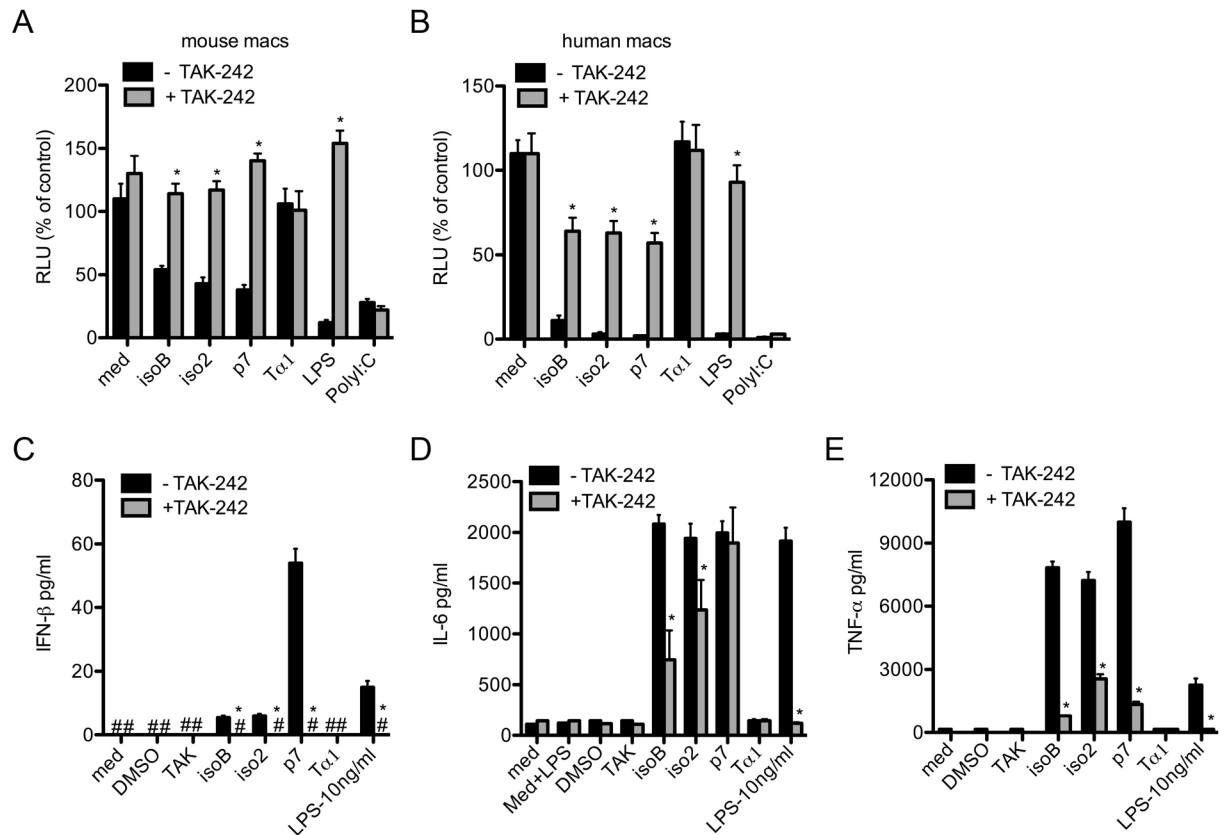 A
mouse macs
- TAK-242
+ TAK-242
RLU (% of control)
200
150
100
50
0
* * * *
med isoB iso2 p7 Tα1 LPS PolyI:C
B
human macs
- TAK-242
+ TAK-242
RLU (% of control)
150
100
50
0
* * * *
med isoB iso2 p7 Tα1 LPS PolyI:C
C
- TAK-242
+TAK-242
IFN-β pg/ml
80
60
40
20
0
* * * *
## ## ## # # # ## #
med DMSO TAK isoB iso2 p7 Tα1 LPS-10ng/ml
D
- TAK-242
+TAK-242
IL-6 pg/ml
2500
2000
1500
1000
500
0
* * *
med Med+LPS DMSO TAK isoB iso2 p7 Tα1 LPS-10ng/ml
E
- TAK-242
+ TAK-242
TNF-α pg/ml
12000
9000
6000
3000
0
* * * *
med DMSO TAK isoB iso2 p7 Tα1 LPS-10ng/ml